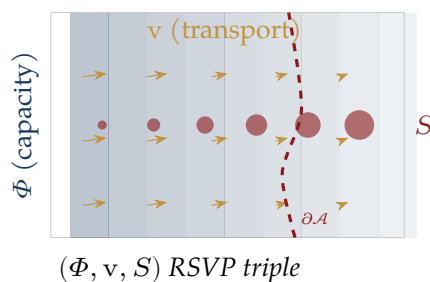 v (transport)
Φ (capacity)
S
∂𝒜
(Φ, v, S) RSVP triple